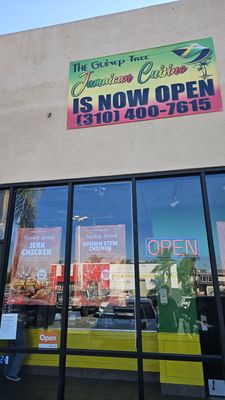 The Guinep Tree
Jamaican Cuisine
IS NOW OPEN
(310) 400-7615
JERK
CHICKEN
BROWN STEW
CHICKEN
OPEN
Open